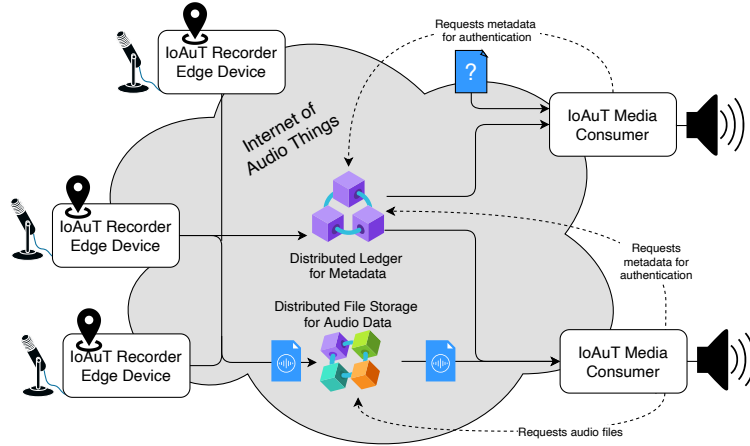 Requests metadata
for authentication
IoAuT Recorder
Edge Device
?
IoAuT Media
Consumer
Internet of
Audio Things
IoAuT Recorder
Edge Device
Distributed Ledger
for Metadata
Requests
metadata for
authentication
Distributed File Storage
for Audio Data
IoAuT Recorder
Edge Device
IoAuT Media
Consumer
Requests audio files